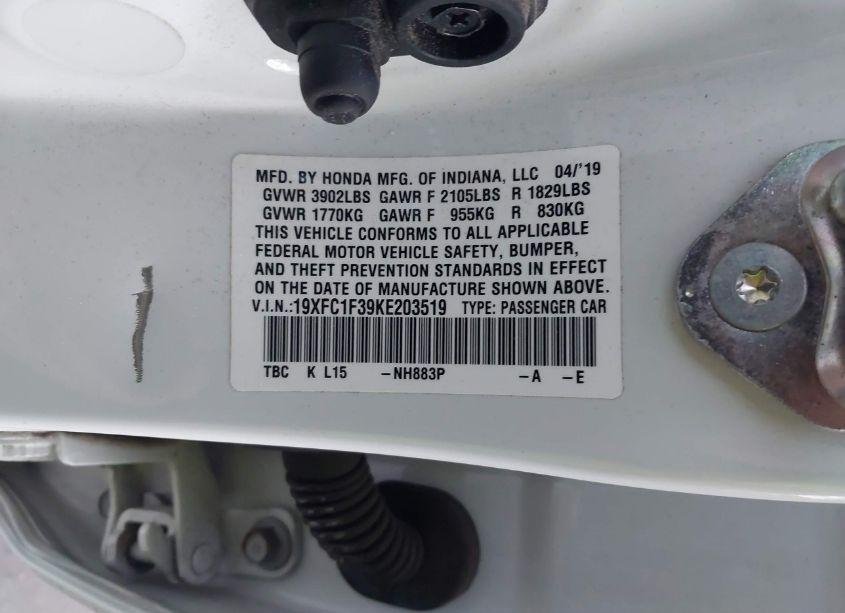 MFD. BY HONDA MFG. OF INDIANA, LLC 04/'19
GVWR 3902LBS GAWR F 2105LBS R 1829LBS
GVWR 1770KG GAWR F 955KG R 830KG
THIS VEHICLE CONFORMS TO ALL APPLICABLE
FEDERAL MOTOR VEHICLE SAFETY, BUMPER,
AND THEFT PREVENTION STANDARDS IN EFFECT
ON THE DATE OF MANUFACTURE SHOWN ABOVE.
V.I.N.:19XFC1F39KE203519 TYPE: PASSENGER CAR
TBC K L15 -NH883P -A -E